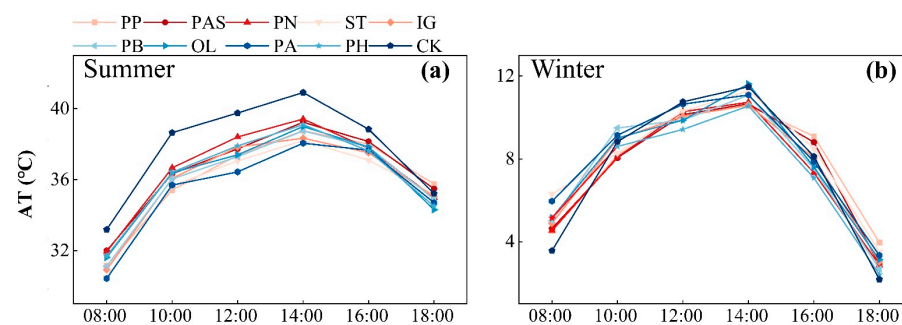 PP PAS PN ST IG
PB OL PA PH CK
Summer (a)
Winter (b)
AT (°C)
40
36
32
12
8
4
08:00 10:00 12:00 14:00 16:00 18:00
08:00 10:00 12:00 14:00 16:00 18:00